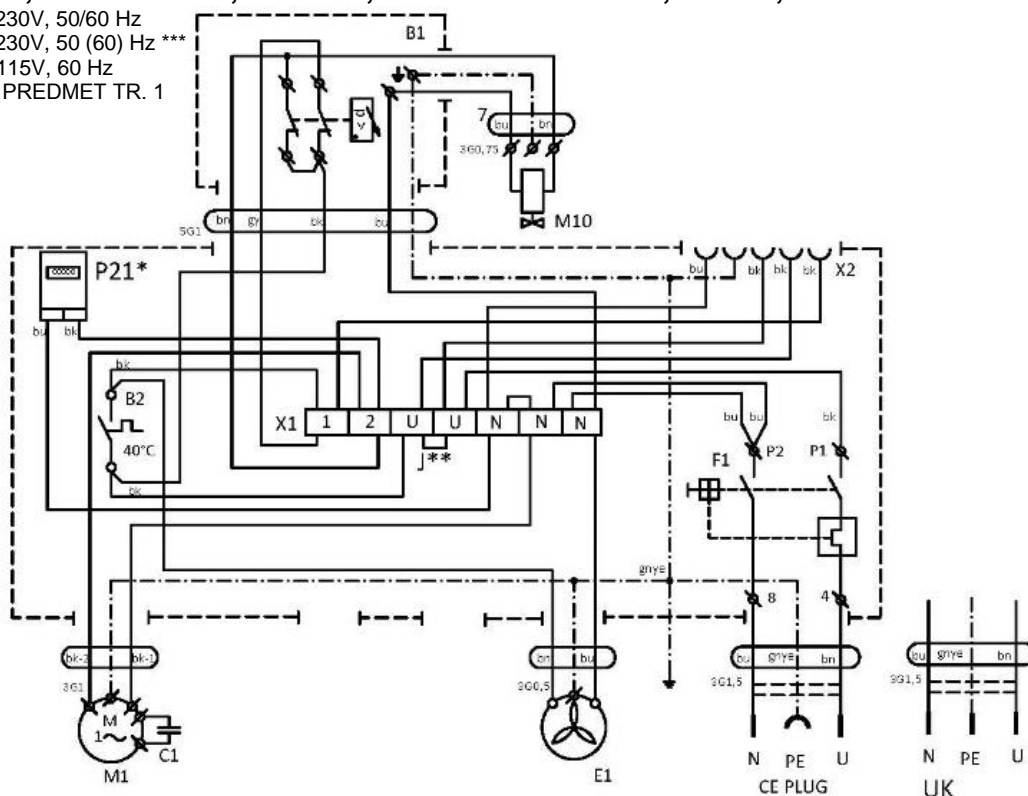 230V, 50/60 Hz
230V, 50 (60) Hz ***
115V, 60 Hz
PREDMET TR. 1
B1
7
bu bn
3G0,75
M10
bn gy bk bu
5G1
P21*
bu bk
bu bk bk bk
X2
bk
B2
40°C
bk
X1 1 2 U U N N N
J**
bu bu bk
F1 P2 P1
gnye
8 4
bk-2 bk-1
3G1
M
1~
C1
M1
bn bu
3G0,5
E1
bu gnye bn
3G1,5
N PE U
CE PLUG
bu gnye bn
3G1,5
N PE U
UK